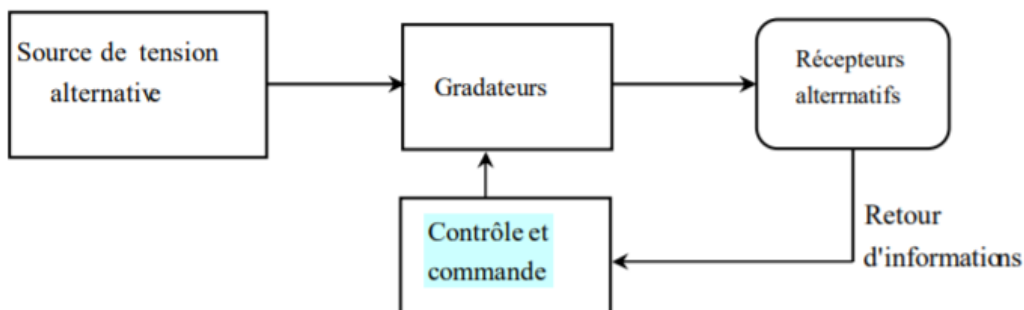 Source de tension
alternative
Gradateurs
Récepteurs
alterrnatifs
Contrôle et
commande
Retour
d'informations